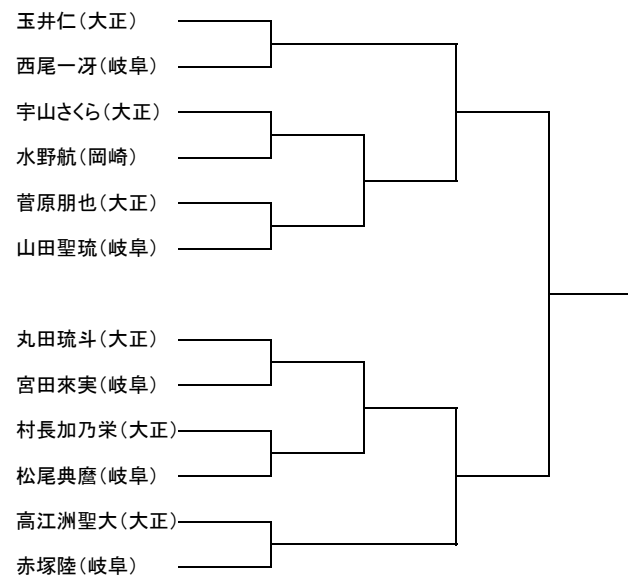 玉井仁（大正）
西尾一冴（岐阜）
宇山さくら（大正）
水野航（岡崎）
菅原朋也（大正）
山田聖琉（岐阜）
丸田琉斗（大正）
宮田來実（岐阜）
村長加乃栄（大正）
松尾典麿（岐阜）
高江洲聖大（大正）
赤塚陸（岐阜）